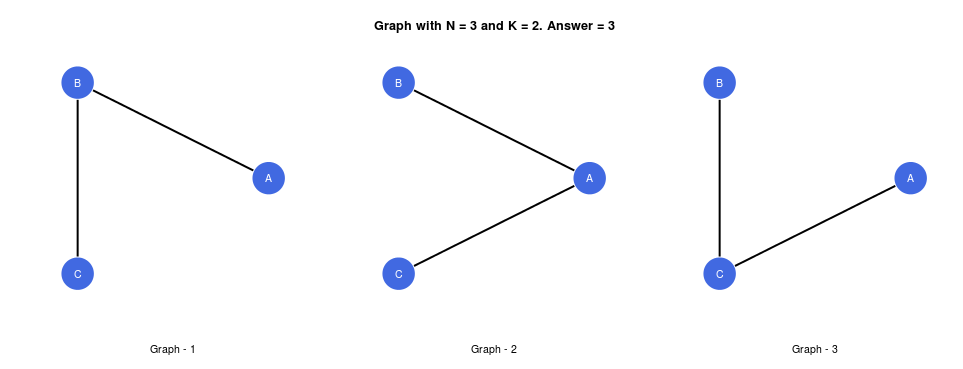 Graph with N = 3 and K = 2. Answer = 3
B B B
A A A
C C C
Graph - 1 Graph - 2 Graph - 3